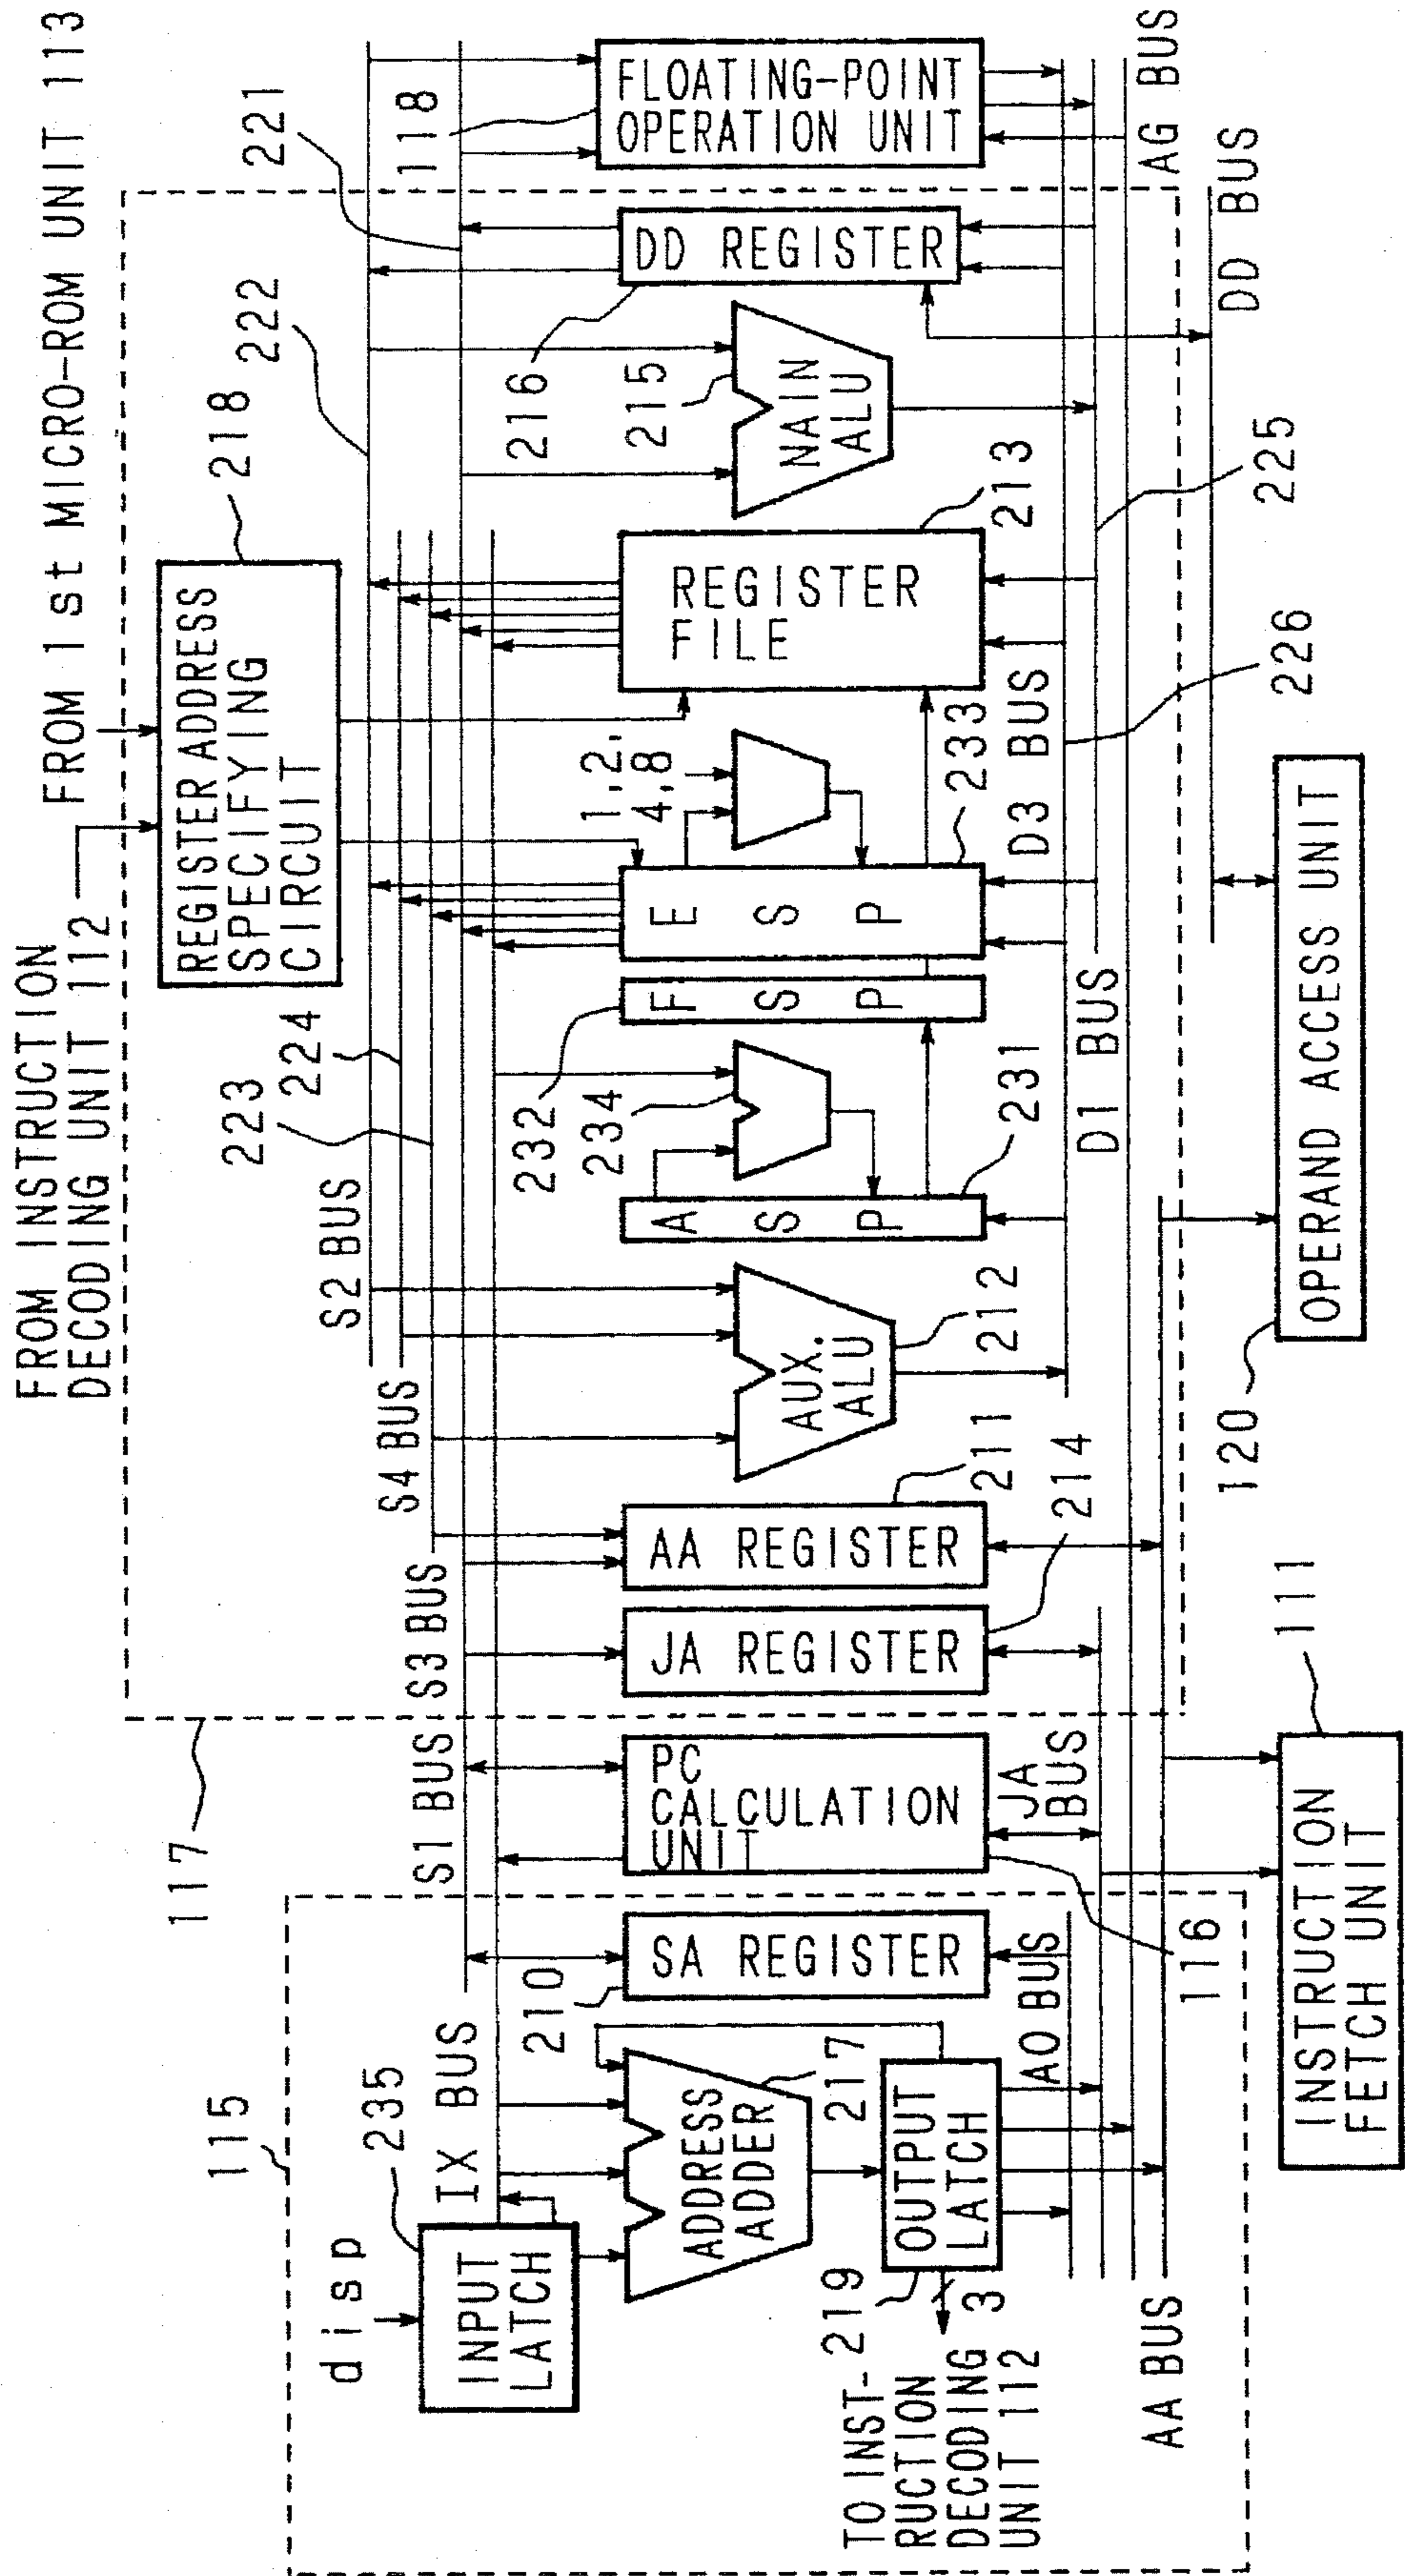 FROM INSTRUCTION
DECODING UNIT 112
FROM 1st MICRO-ROM UNIT 113
117
115
REGISTER ADDRESS
SPECIFYING
CIRCUIT
218
222
221
223
224
disp
235
INPUT
LATCH
IX BUS
S1 BUS
S3 BUS
S4 BUS
S2 BUS
118
210
ADDRESS
ADDER
217
SA REGISTER
PC
CALCULATION
UNIT
JA REGISTER
AA REGISTER
211
214
AUX.
ALU
212
A
S
P
231
234
232
F
S
P
E
S
P
233
1,2,
4,8
REGISTER
FILE
213
NAIN
ALU
215
216
DD REGISTER
FLOATING-POINT
OPERATION UNIT
219
OUTPUT
LATCH
3
TO INST-
RUCTION
DECODING
UNIT 112
AO BUS
JA
BUS
116
D1 BUS
D3 BUS
226
225
AG BUS
DD BUS
AA BUS
INSTRUCTION
FETCH UNIT
111
120
OPERAND ACCESS UNIT